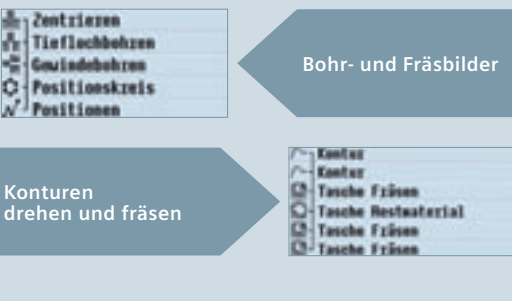 Zentrieren
Tieflochbohren
Gewindebohren
Positionskreis
Positionen
Bohr- und Fräsbilder
Konturen
drehen und fräsen
Kontur
Kontur
Tasche Fräsen
Tasche Restmaterial
Tasche Fräsen
Tasche Fräsen